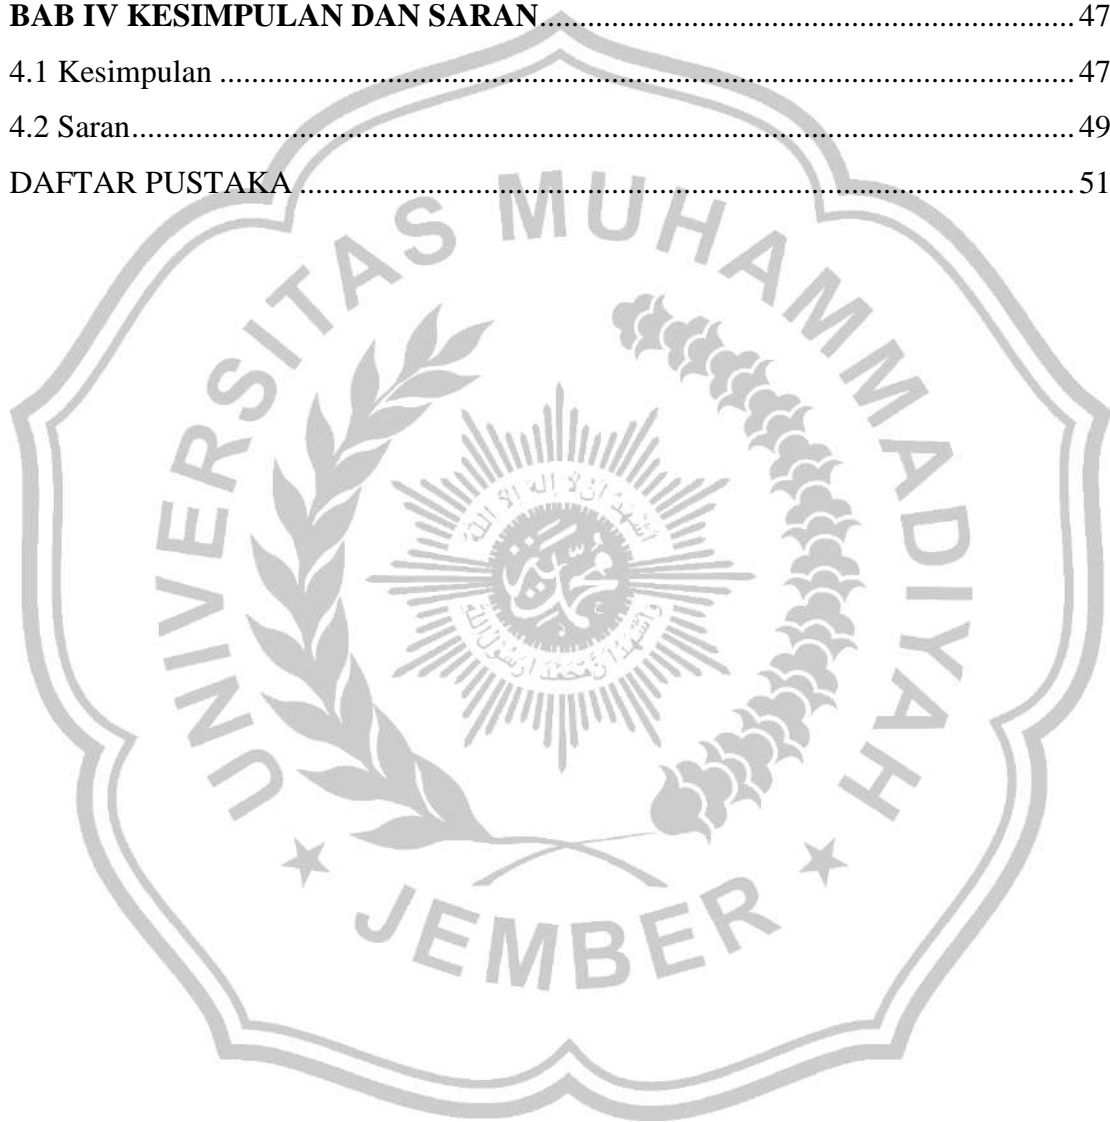 BAB IV KESIMPULAN DAN SARAN.................................................................. 47
4.1 Kesimpulan .......................................................................................................... 47
4.2 Saran..................................................................................................................... 49
DAFTAR PUSTAKA ................................................................................................ 51
UNIVERSITAS MUHAMMADIYAH
JEMBER